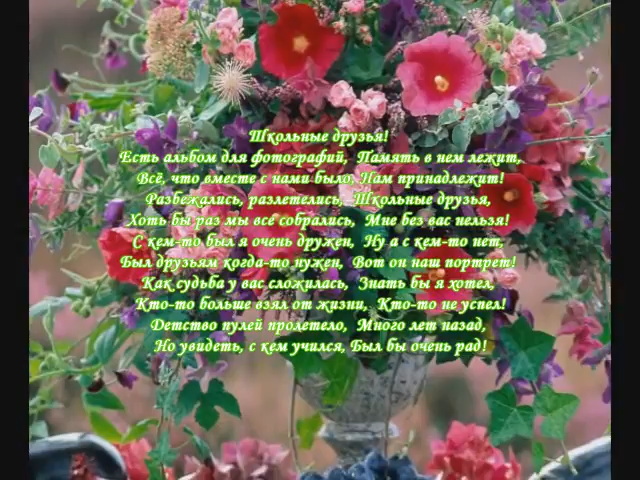 Школьные друзья!
Есть альбом для фотографий, Память в нем лежит,
Всё, что вместе с нами было, Нам принадлежит!
Разбежались, разлетелись, Школьные друзья,
Хоть бы раз мы все собрались, Мне без вас нельзя!
С кем-то был я очень дружен, Ну а с кем-то нет,
Был друзьям когда-то нужен, Вот он наш портрет!
Как судьба у вас сложилась, Знать бы я хотел,
Кто-то больше взял от жизни, Кто-то не успел!
Детство пулей пролетело, Много лет назад,
Но увидеть, с кем учился, Был бы очень рад!